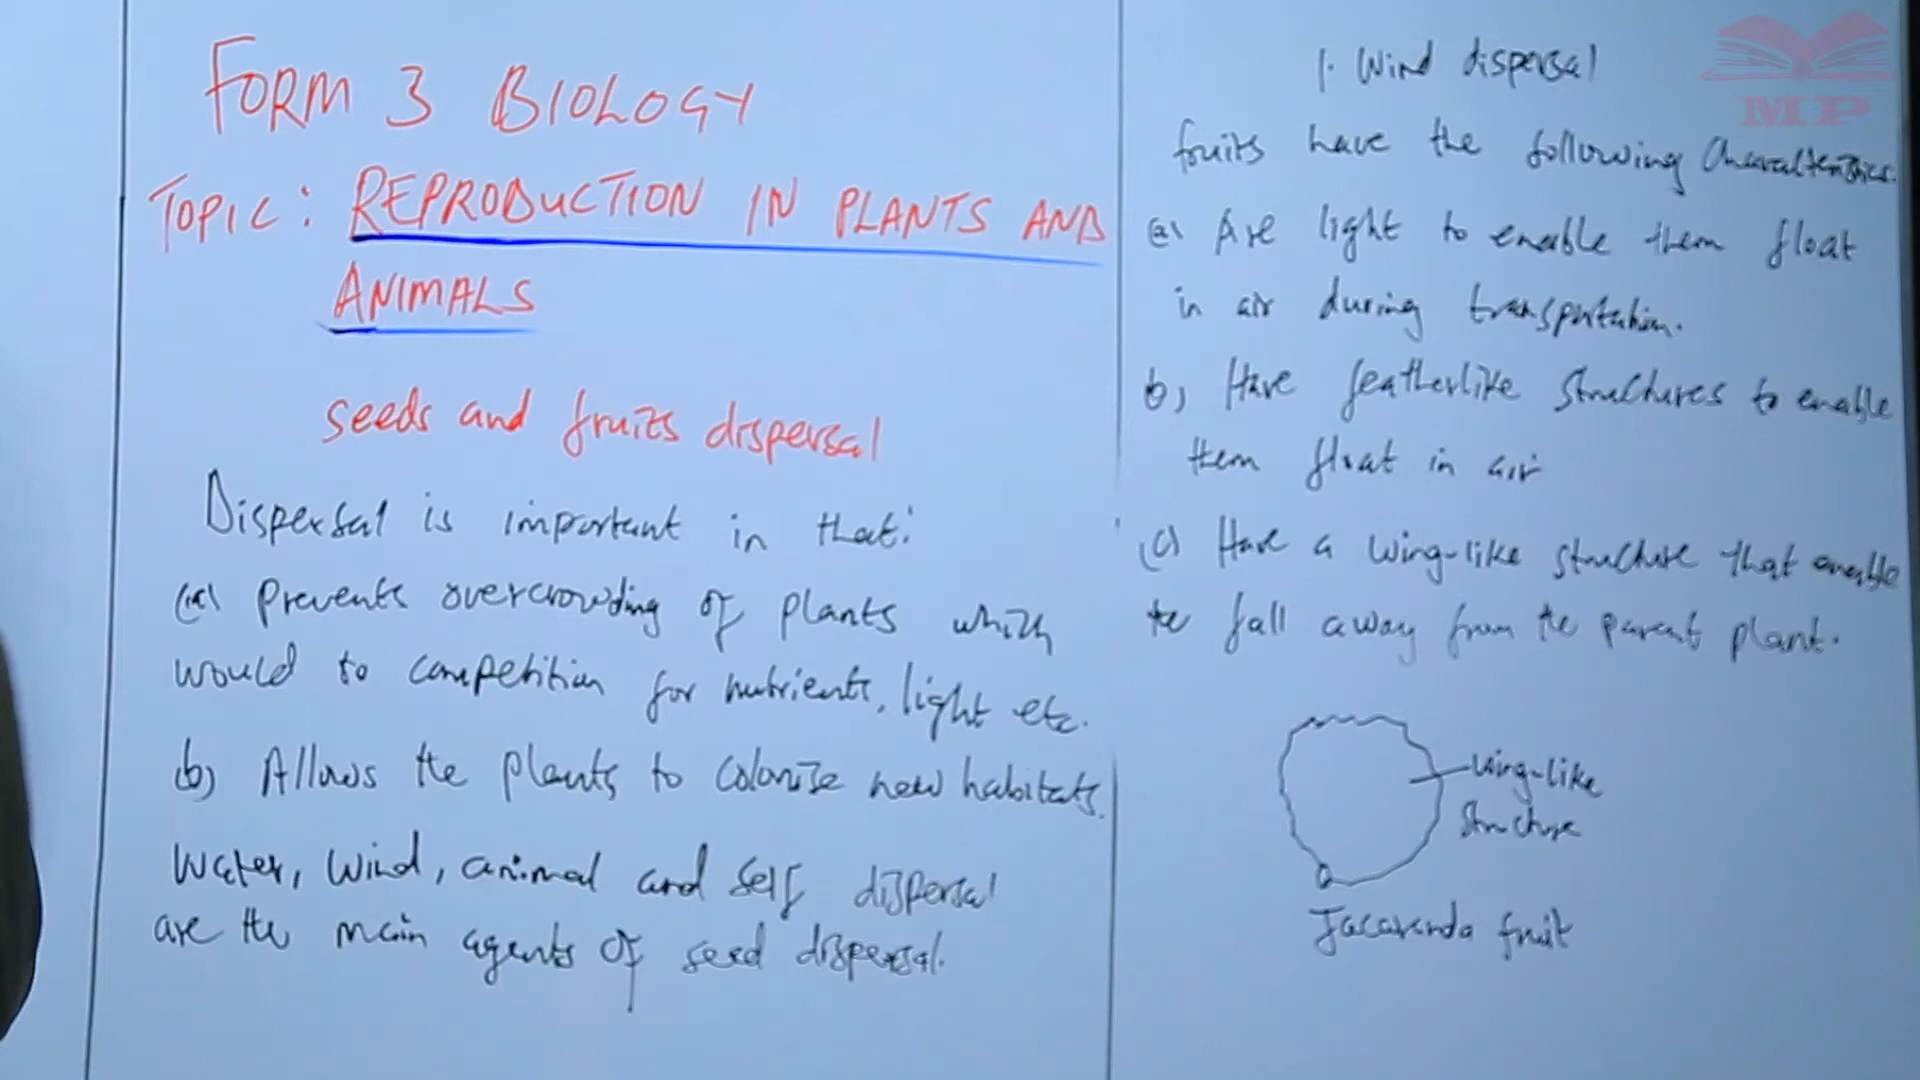 FORM 3 BIOLOGY
TOPIC: REPRODUCTION IN PLANTS AND
ANIMALS
seeds and fruits dispersal
Dispersal is important in that:
(a) Prevents overcrowding of plants which
would to competition for nutrients, light etc.
(b) Allows the plants to colonize new habitats.
Water, Wind, animal and self dispersal
are the main agents of seed dispersal.
1. Wind dispersal
fruits have the following characteristics.
(a) Are light to enable them float
in air during transportation.
b) Have featherlike structures to enable
them float in air
(c) Have a wing-like structure that enable
to fall away from the parent plant.
wing-like
structure
Jacaranda fruit
MP